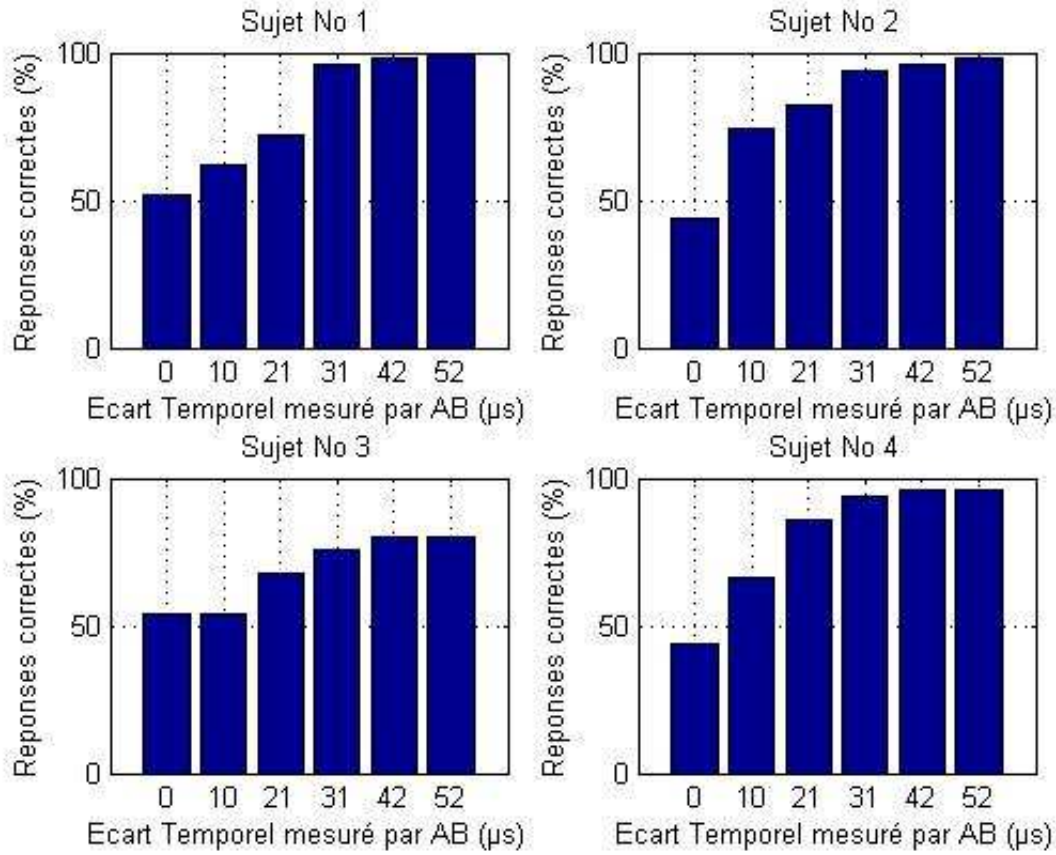 Sujet No 1
Reponses correctes (%)
100
50
0
0 10 21 31 42 52
Ecart Temporel mesuré par AB (µs)
Sujet No 2
Reponses correctes (%)
100
50
0
0 10 21 31 42 52
Ecart Temporel mesuré par AB (µs)
Sujet No 3
Reponses correctes (%)
100
50
0
0 10 21 31 42 52
Ecart Temporel mesuré par AB (µs)
Sujet No 4
Reponses correctes (%)
100
50
0
0 10 21 31 42 52
Ecart Temporel mesuré par AB (µs)